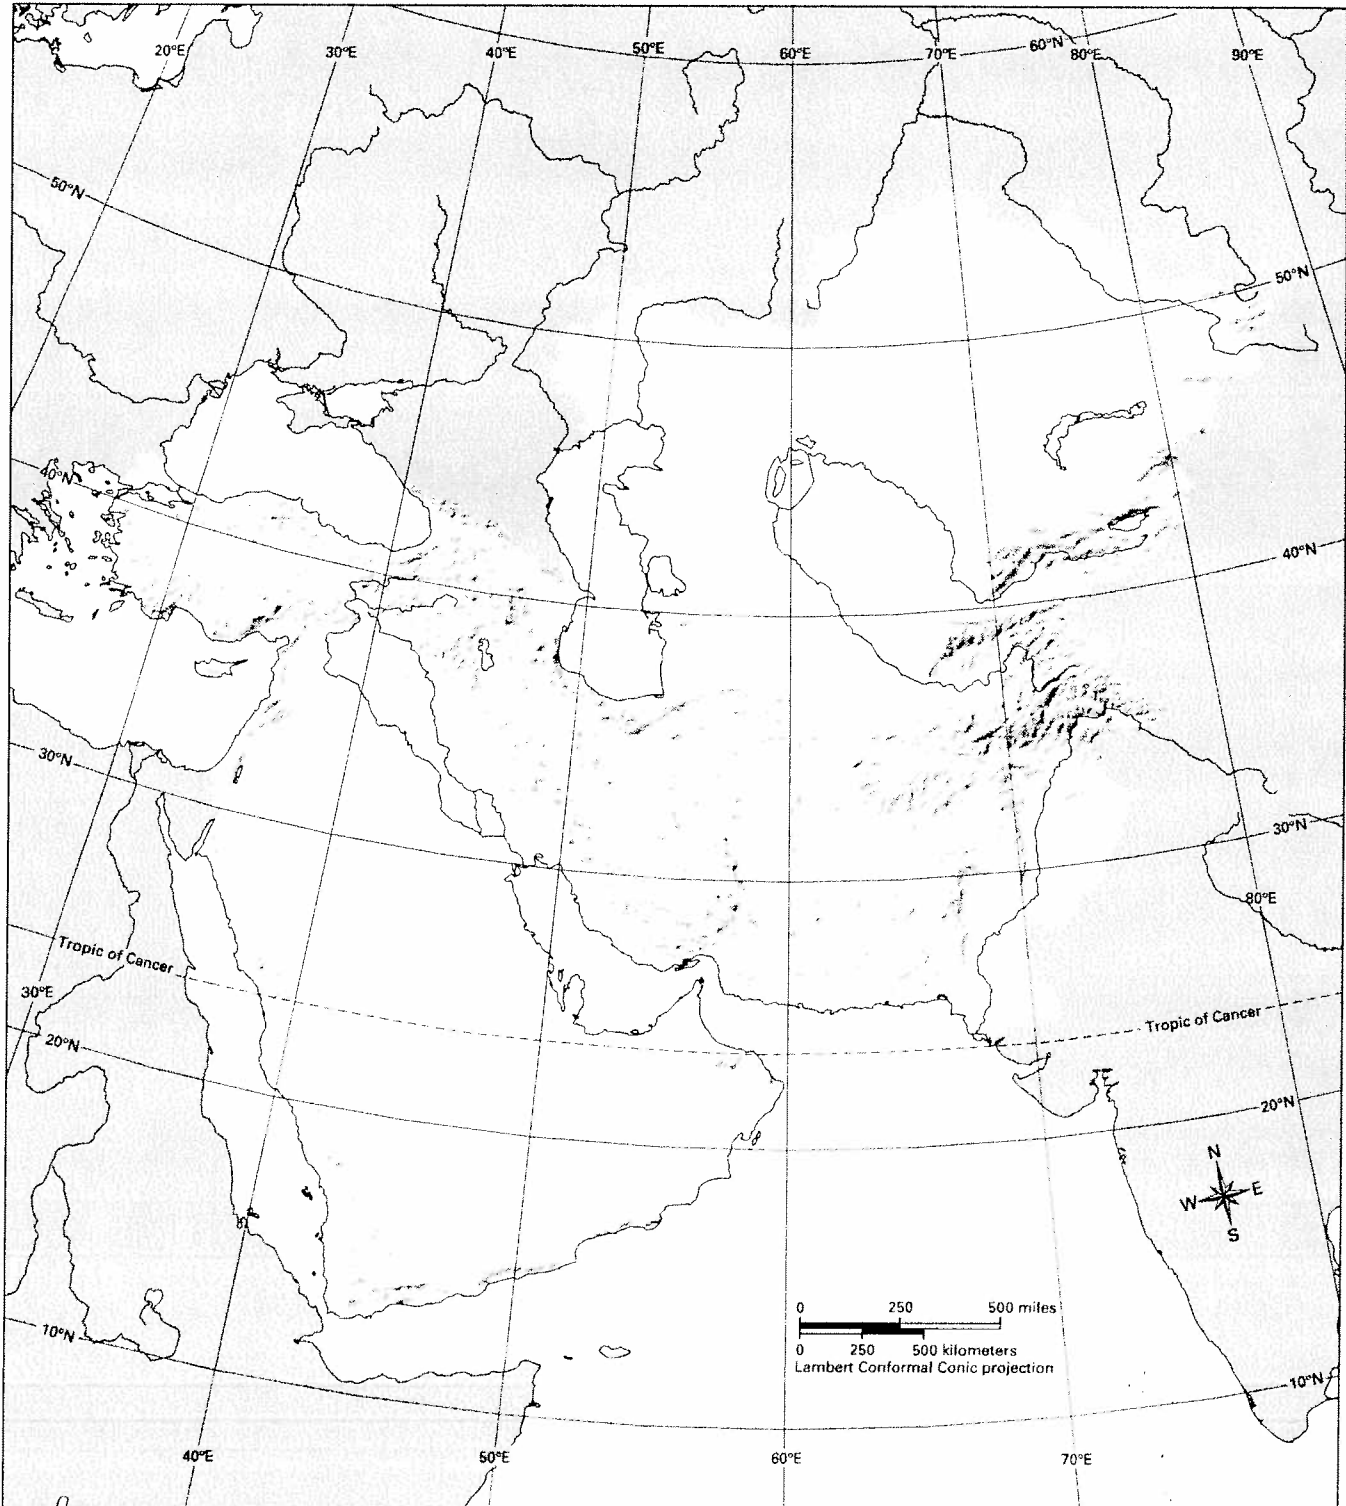 20°E
30°E
40°E
50°E
60°E
70°E
60°N
80°E
90°E
50°N
50°N
40°N
40°N
30°N
30°N
80°E
Tropic of Cancer
30°E
Tropic of Cancer
20°N
20°N
N
W
E
S
0 250 500 miles
0 250 500 kilometers
Lambert Conformal Conic projection
10°N
10°N
40°E
50°E
60°E
70°E